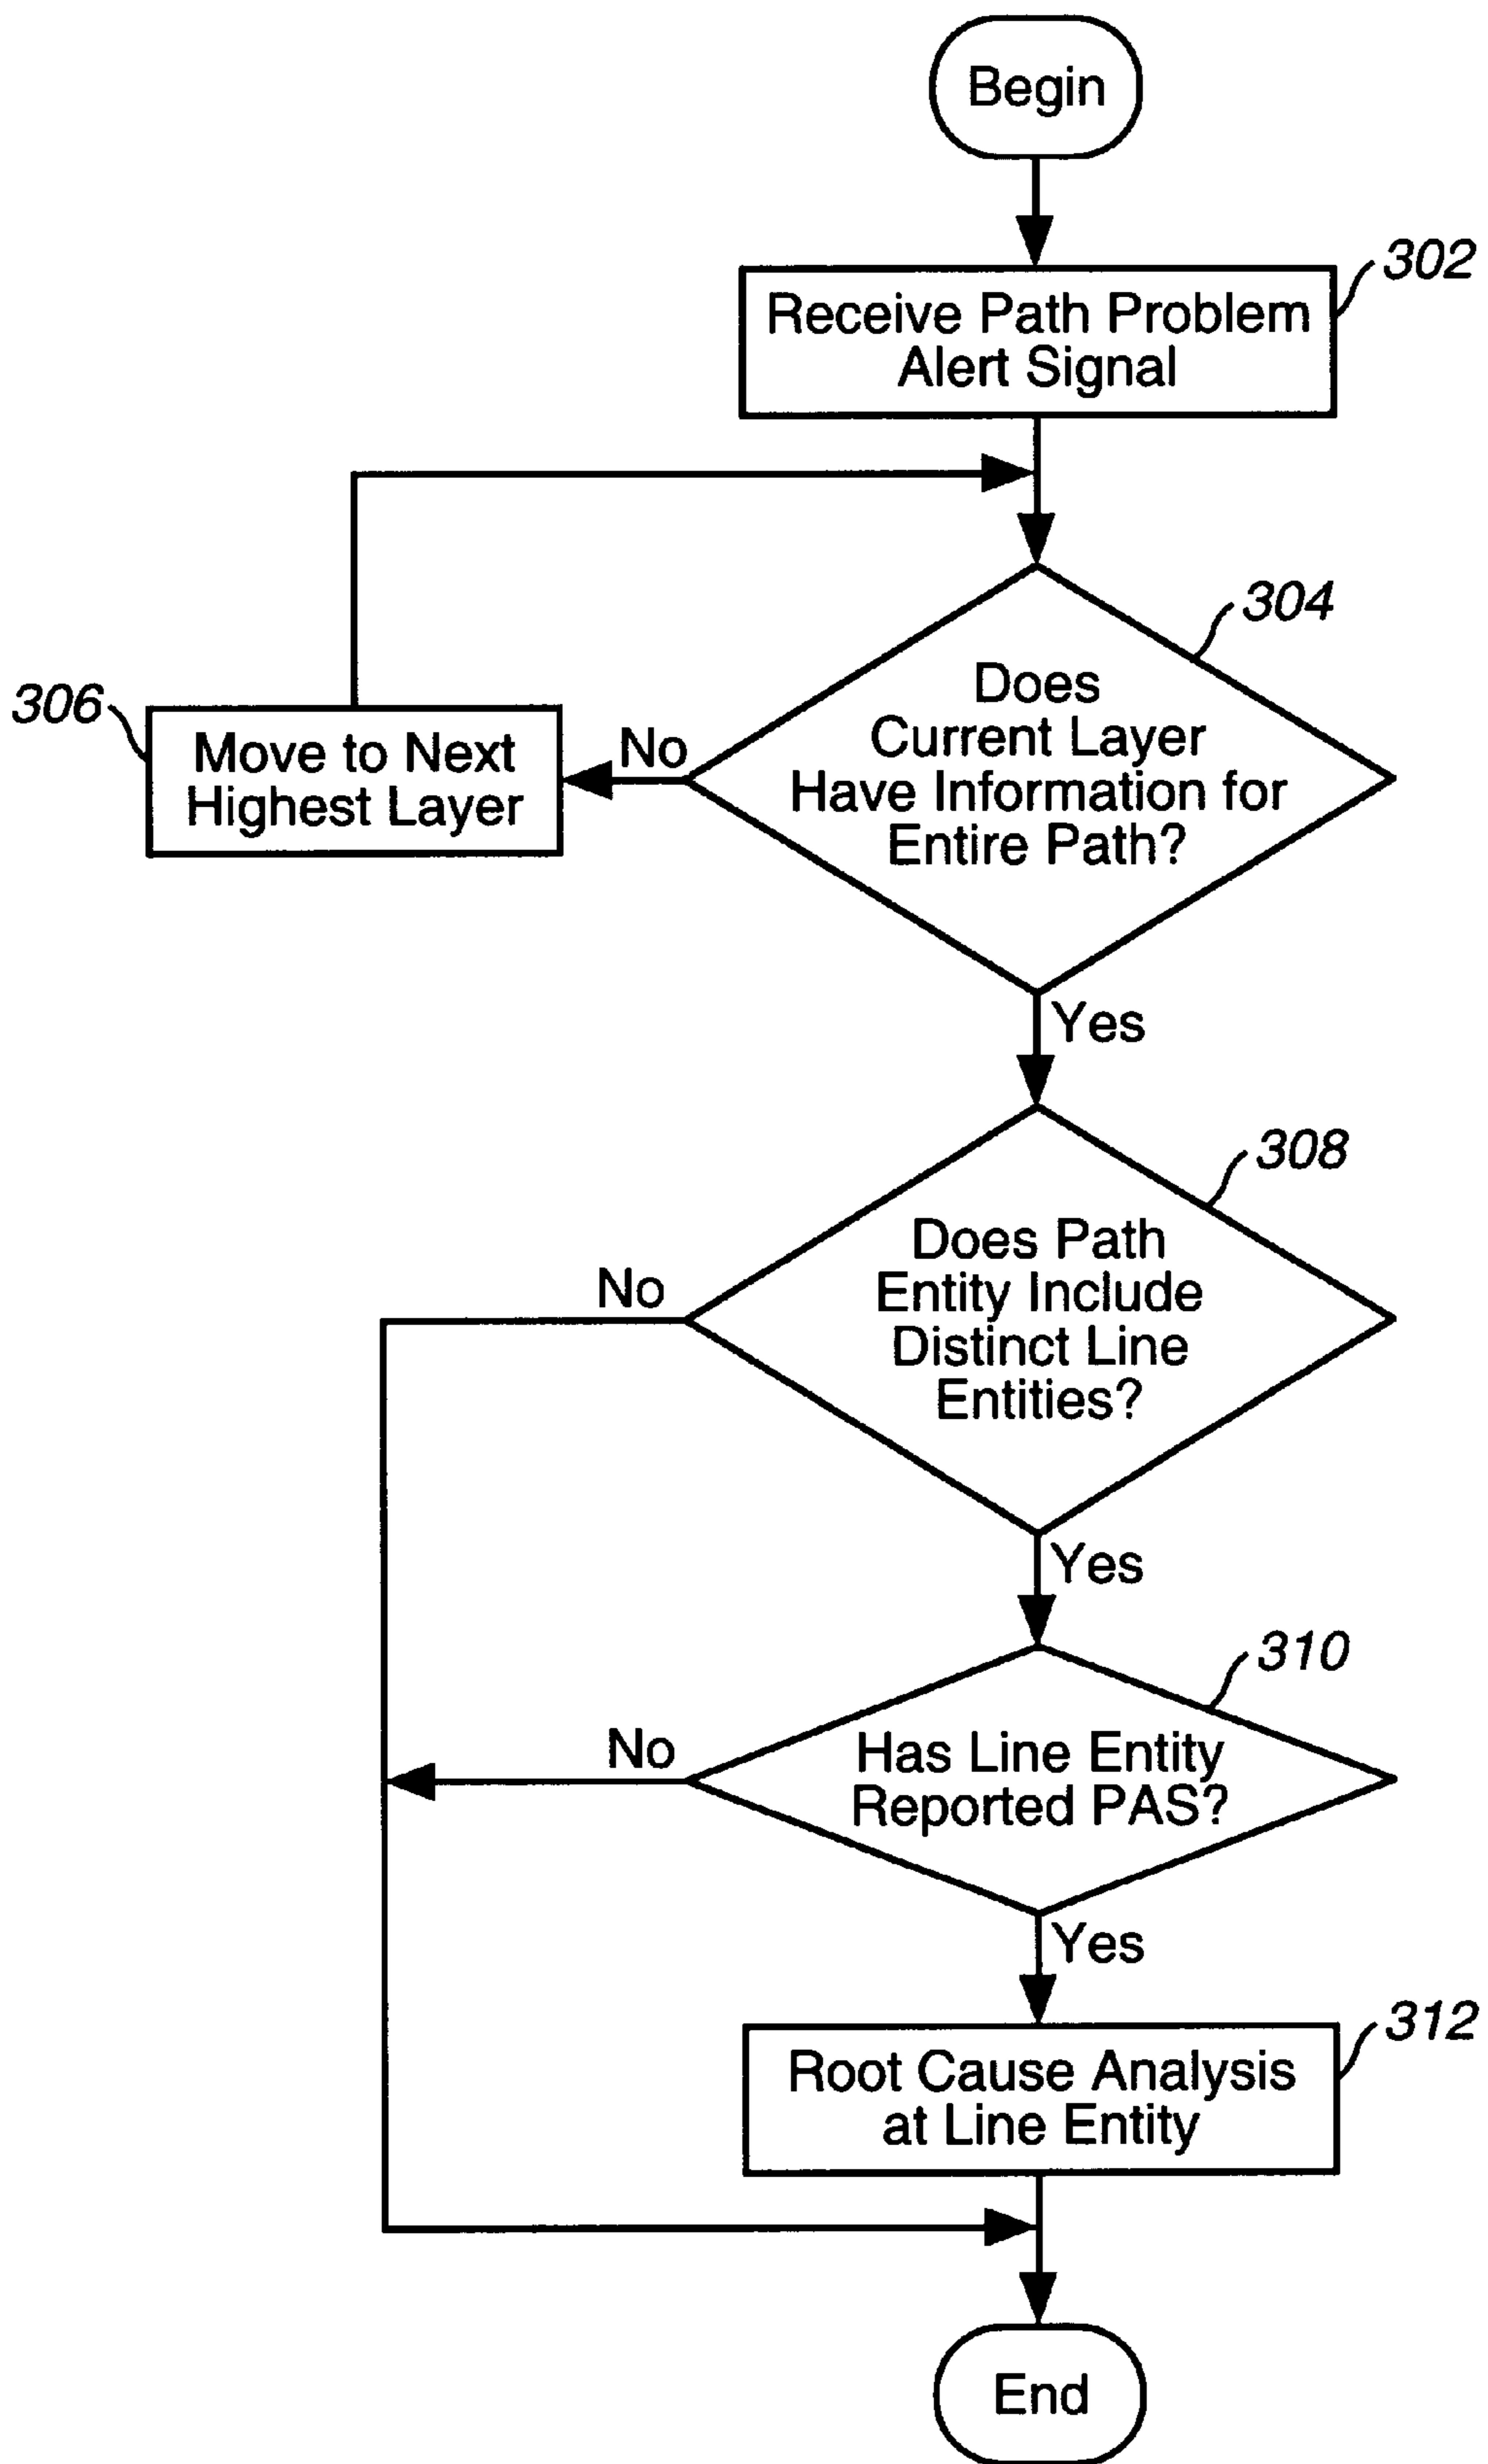 Begin
302
Receive Path Problem
Alert Signal
304
Does
Current Layer
Have Information for
Entire Path?
No
306
Move to Next
Highest Layer
Yes
308
Does Path
Entity Include
Distinct Line
Entities?
No
Yes
310
Has Line Entity
Reported PAS?
No
Yes
312
Root Cause Analysis
at Line Entity
End